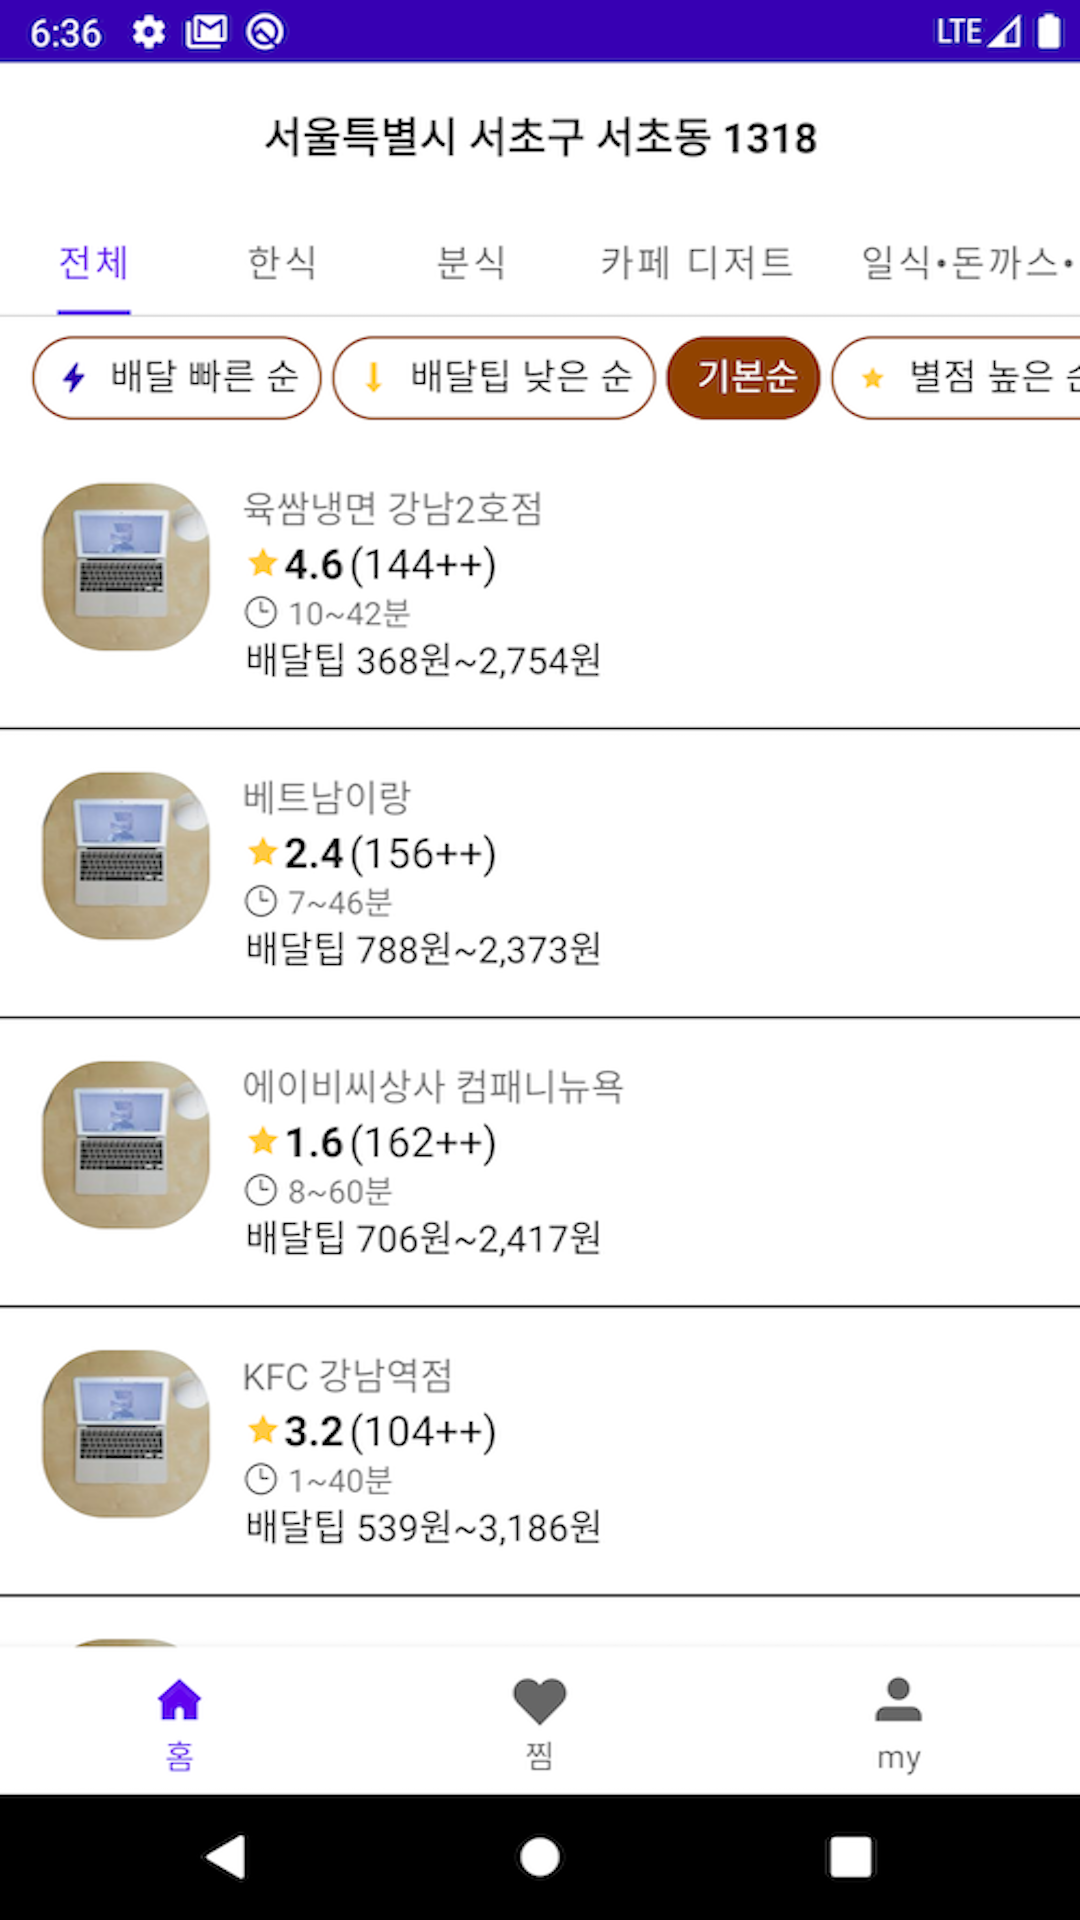 6:36 LTE
서울특별시 서초구 서초동 1318
전체 한식 분식 카페 디저트 일식•돈까스•
배달 빠른 순 배달팁 낮은 순 기본순 별점 높은
육쌈냉면 강남2호점
4.6(144++)
10~42분
배달팁 368원~2,754원
베트남이랑
2.4(156++)
7~46분
배달팁 788원~2,373원
에이비씨상사 컴패니뉴욕
1.6(162++)
8~60분
배달팁 706원~2,417원
KFC 강남역점
3.2(104++)
1~40분
배달팁 539원~3,186원
홈 찜 my